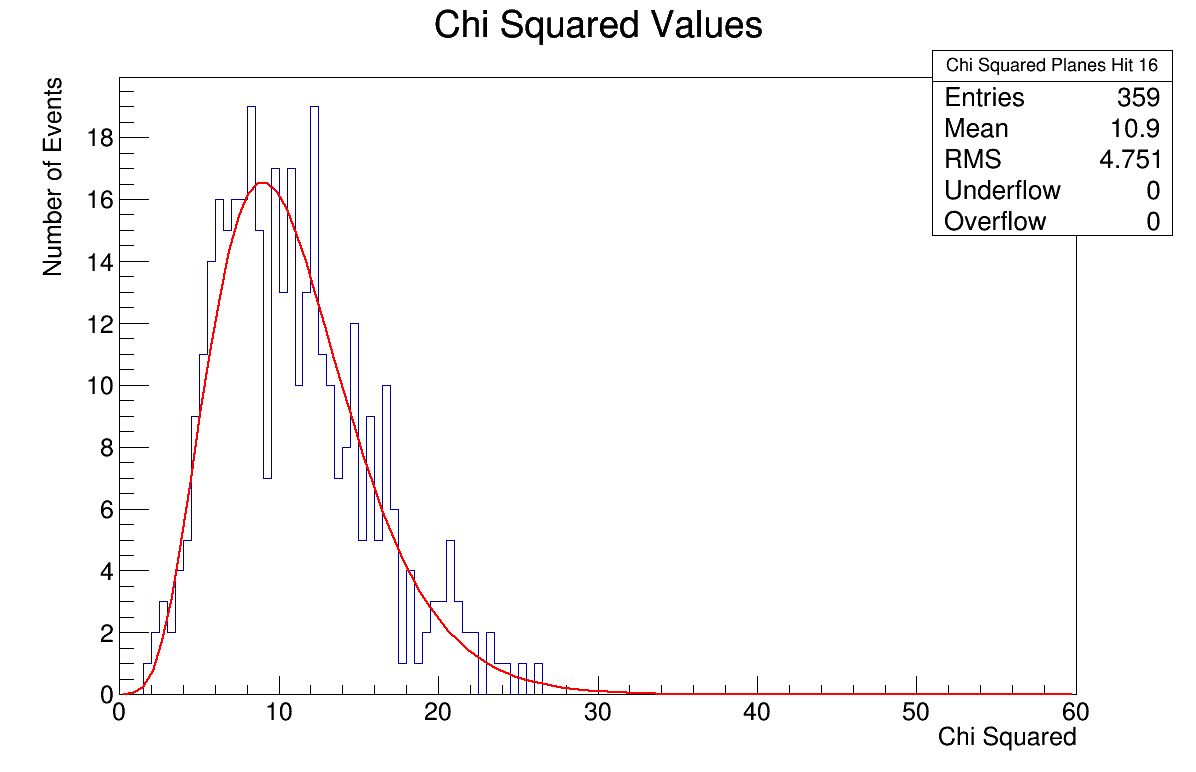 Chi Squared Values
Chi Squared Planes Hit 16
Entries 359
Mean 10.9
RMS 4.751
Underflow 0
Overflow 0
Number of Events
18
16
14
12
10
8
6
4
2
0
0 10 20 30 40 50 60
Chi Squared